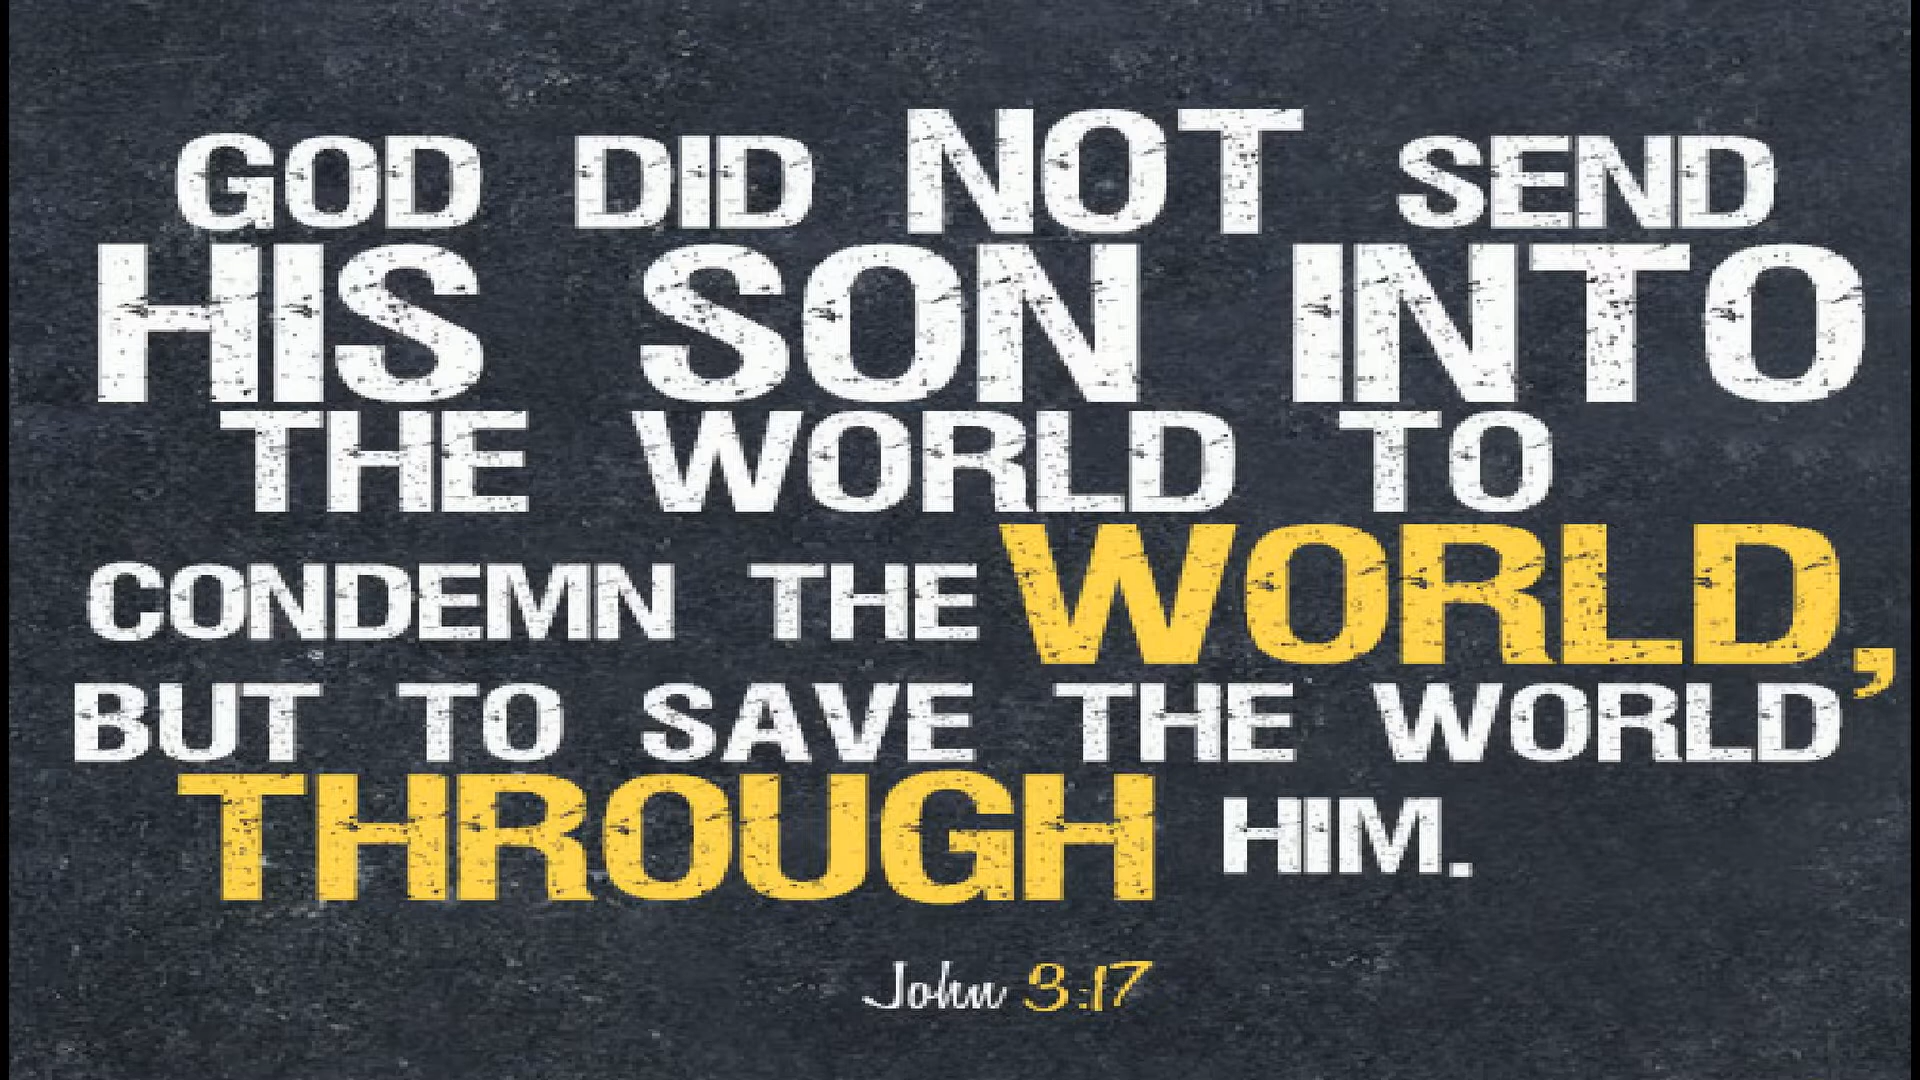 GOD DID NOT SEND
HIS SON INTO
THE WORLD TO
CONDEMN THE WORLD,
BUT TO SAVE THE WORLD
THROUGH HIM.
John 3:17